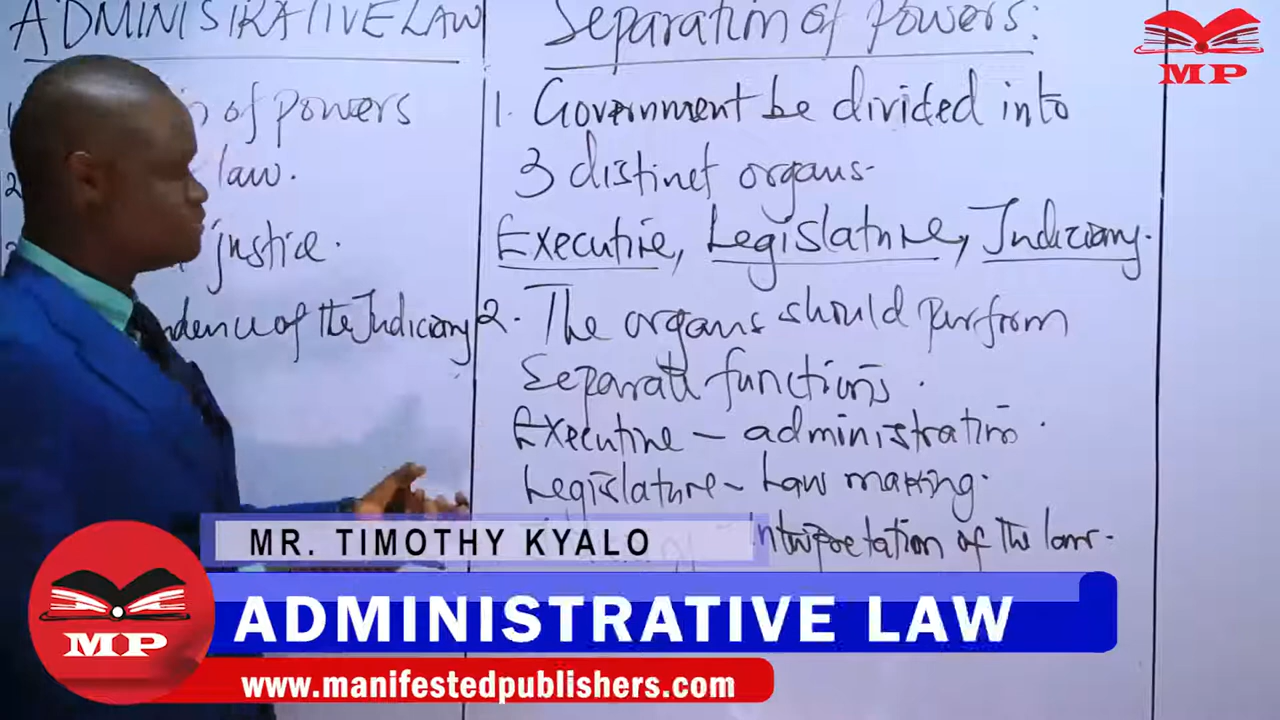 ADMINISTRATIVE LAW
of powers
law.
justice.
ndence of the Judiciary
Separation of Powers:
1. Government be divided into
3 distinct organs.
Executive, Legislature, Judiciary.
2. The organs should perform
Separate functions.
Executive - administration.
Legislature - Law making.
Interpretation of the law.
MP
MR. TIMOTHY KYALO
ADMINISTRATIVE LAW
MP
www.manifestedpublishers.com